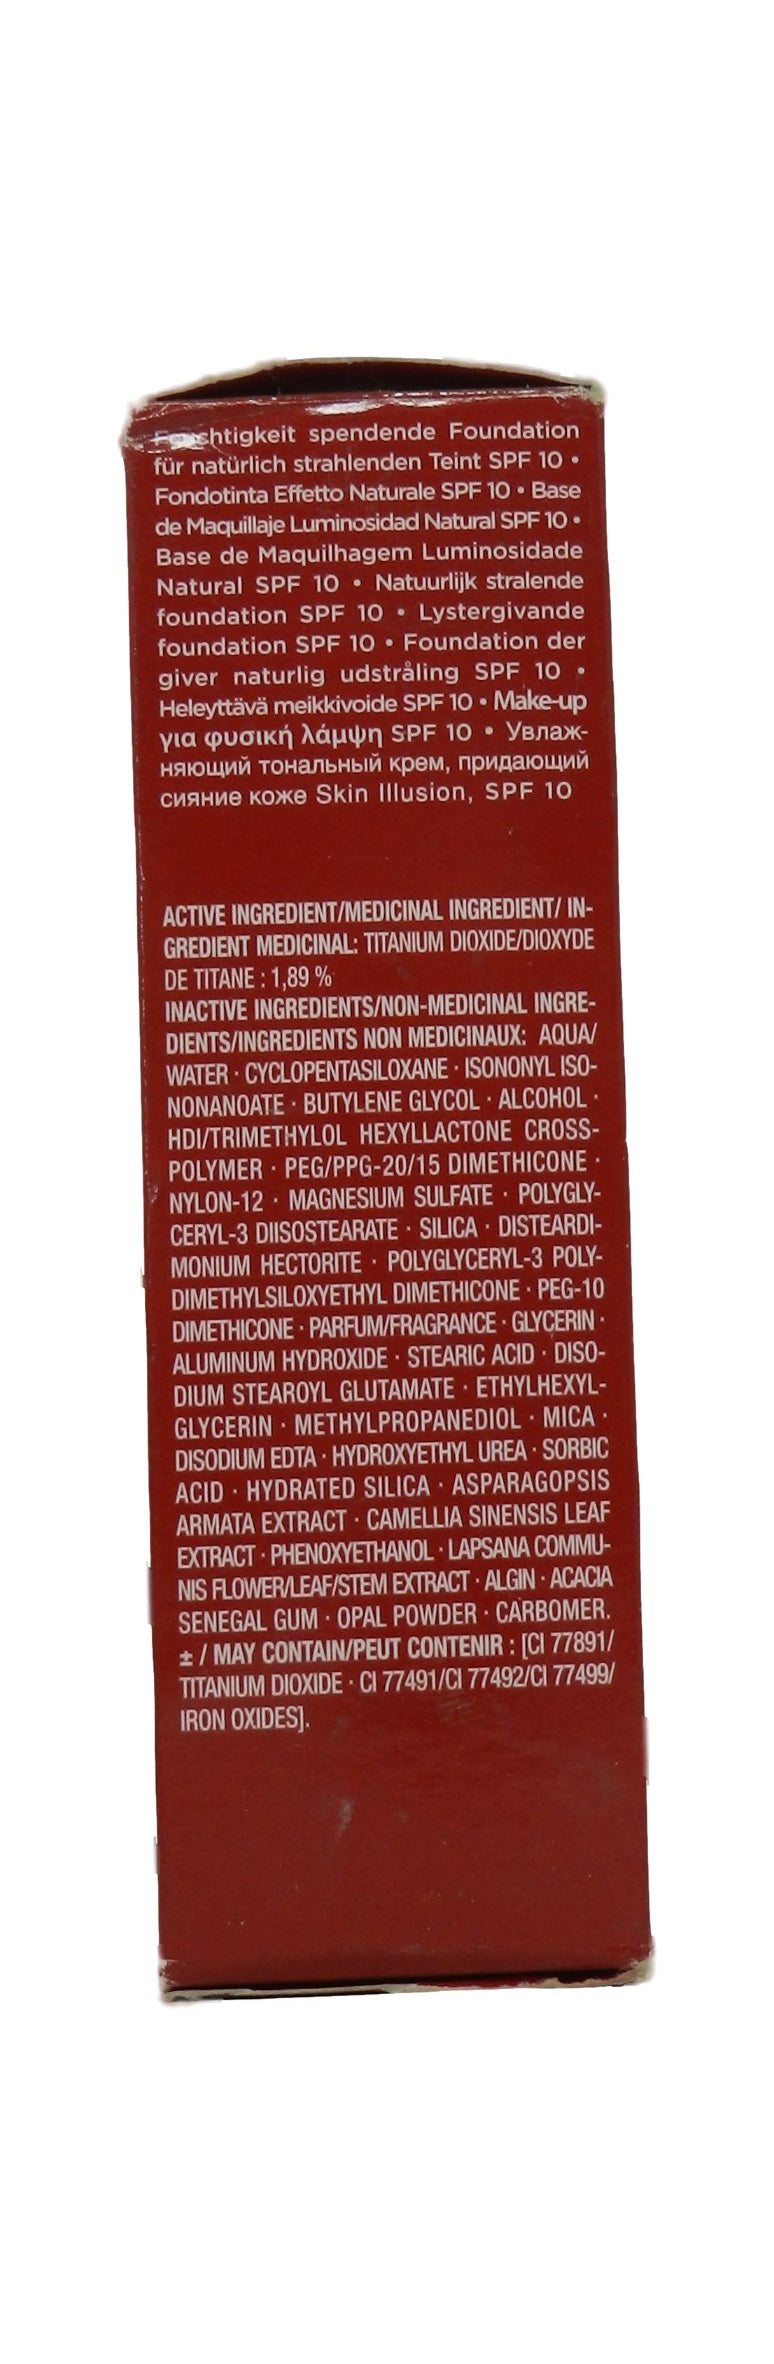 spendende Foundation
für natürlich strahlenden Teint SPF 10 •
Fondotinta Effetto Naturale SPF 10 • Base
de Maquillaje Luminosidad Natural SPF 10 •
Base de Maquilhagem Luminosidade
Natural SPF 10 • Natuurlijk stralende
foundation SPF 10 • Lystergivande
foundation SPF 10 • Foundation der
giver naturlig udstråling SPF 10 •
Heleyttävä meikkivoide SPF 10 • Make-up
για φυσική λάμψη SPF 10 • Увлаж-
няющий тональный крем, придающий
сияние коже Skin Illusion, SPF 10
ACTIVE INGREDIENT/MEDICINAL INGREDIENT/ IN-
GREDIENT MEDICINAL: TITANIUM DIOXIDE/DIOXYDE
DE TITANE : 1,89 %
INACTIVE INGREDIENTS/NON-MEDICINAL INGRE-
DIENTS/INGREDIENTS NON MEDICINAUX: AQUA/
WATER · CYCLOPENTASILOXANE · ISONONYL ISO-
NONANOATE · BUTYLENE GLYCOL · ALCOHOL ·
HDI/TRIMETHYLOL HEXYLLACTONE CROSS-
POLYMER · PEG/PPG-20/15 DIMETHICONE ·
NYLON-12 · MAGNESIUM SULFATE · POLYGLY-
CERYL-3 DIISOSTEARATE · SILICA · DISTEARDI-
MONIUM HECTORITE · POLYGLYCERYL-3 POLY-
DIMETHYLSILOXYETHYL DIMETHICONE · PEG-10
DIMETHICONE · PARFUM/FRAGRANCE · GLYCERIN ·
ALUMINUM HYDROXIDE · STEARIC ACID · DISO-
DIUM STEAROYL GLUTAMATE · ETHYLHEXYL-
GLYCERIN · METHYLPROPANEDIOL · MICA ·
DISODIUM EDTA · HYDROXYETHYL UREA · SORBIC
ACID · HYDRATED SILICA · ASPARAGOPSIS
ARMATA EXTRACT · CAMELLIA SINENSIS LEAF
EXTRACT · PHENOXYETHANOL · LAPSANA COMMU-
NIS FLOWER/LEAF/STEM EXTRACT · ALGIN · ACACIA
SENEGAL GUM · OPAL POWDER · CARBOMER.
± / MAY CONTAIN/PEUT CONTENIR : [CI 77891/
TITANIUM DIOXIDE · CI 77491/CI 77492/CI 77499/
IRON OXIDES].